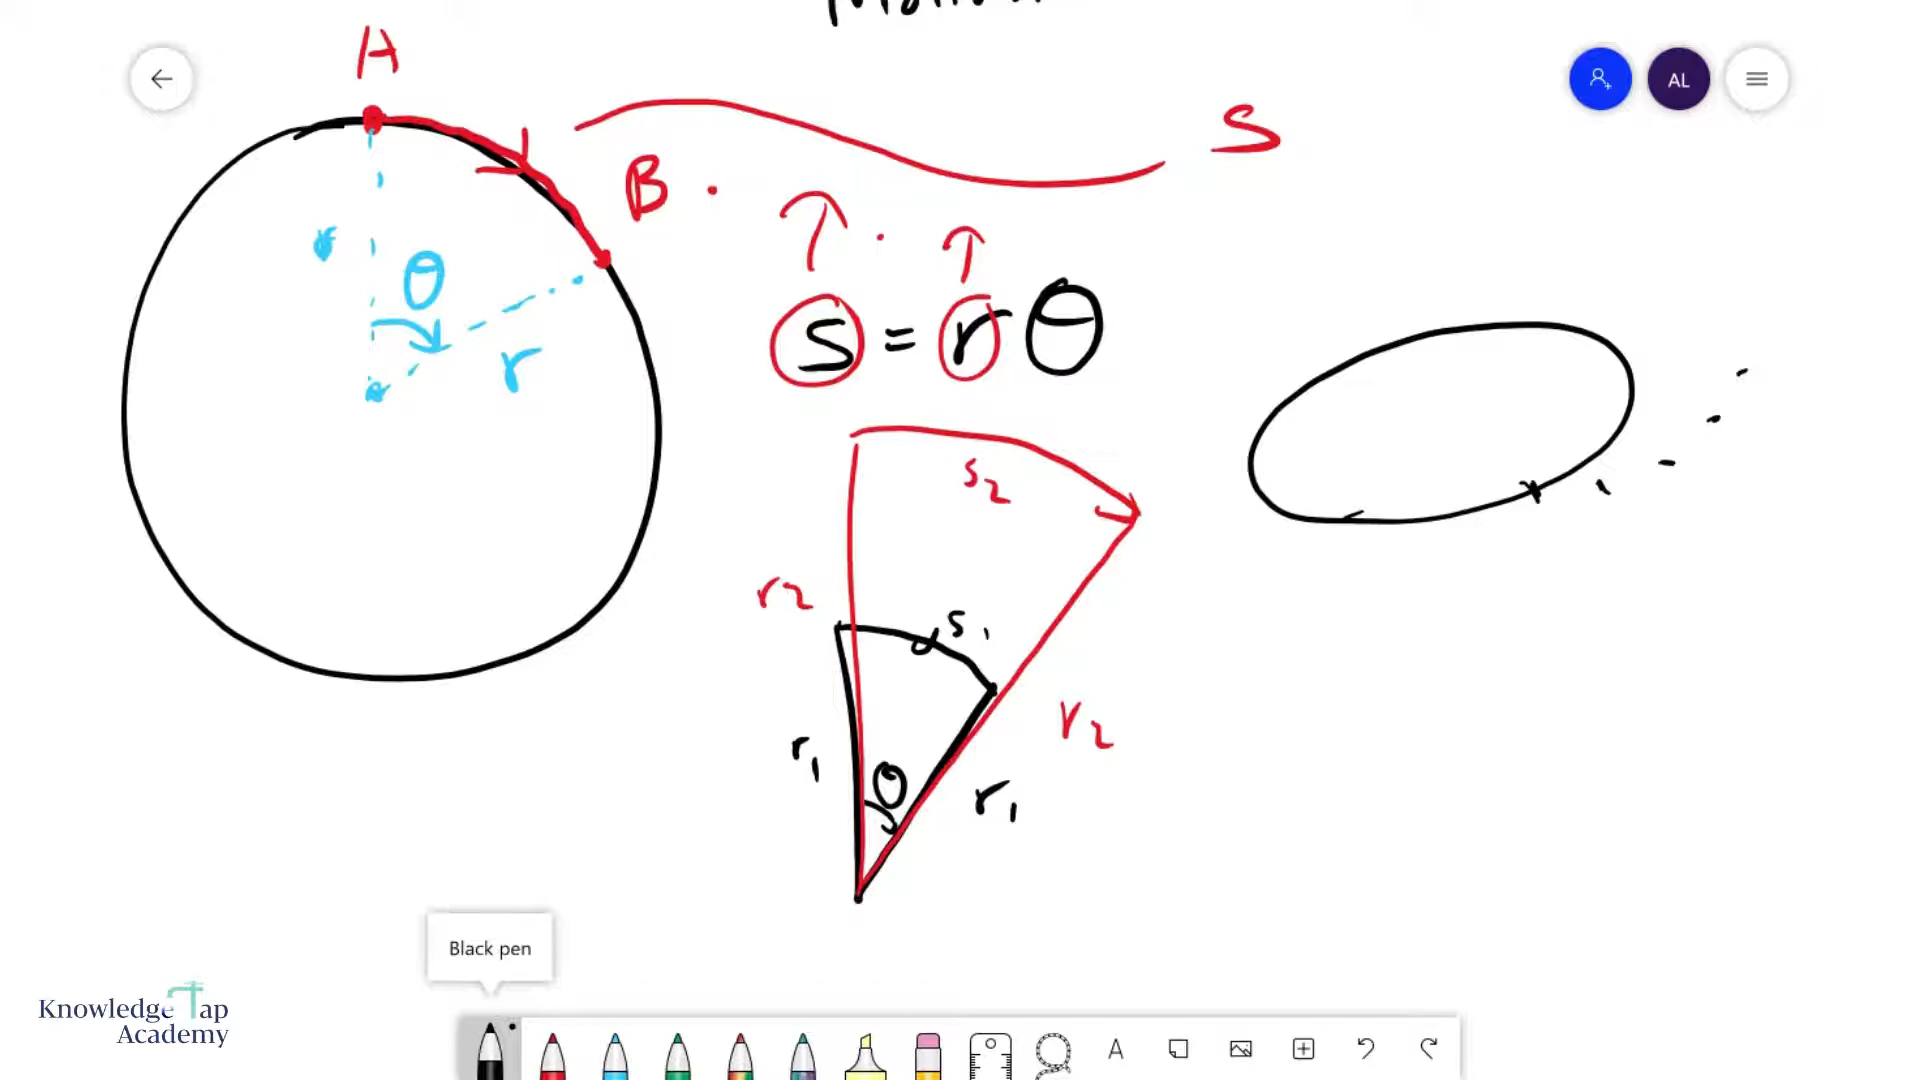 A
AL
S
B
θ
r
s = rθ
s2
r2
s1
r2
r1
θ
r1
Black pen
Knowledge Tap
Academy
A